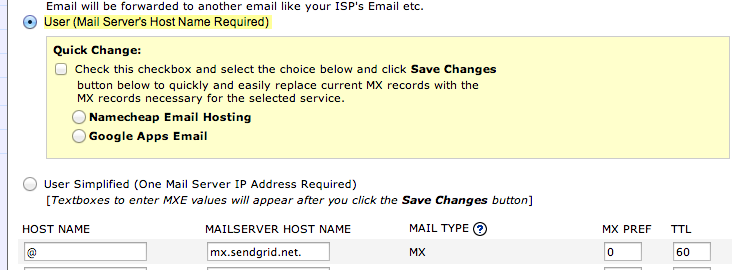 Email will be forwarded to another email like your ISP's Email etc.
User (Mail Server's Host Name Required)
Quick Change:
Check this checkbox and select the choice below and click Save Changes
button below to quickly and easily replace current MX records with the
MX records necessary for the selected service.
Namecheap Email Hosting
Google Apps Email
User Simplified (One Mail Server IP Address Required)
[Textboxes to enter MXE values will appear after you click the Save Changes button]
HOST NAME MAILSERVER HOST NAME MAIL TYPE ? MX PREF TTL
@ mx.sendgrid.net. MX 0 60